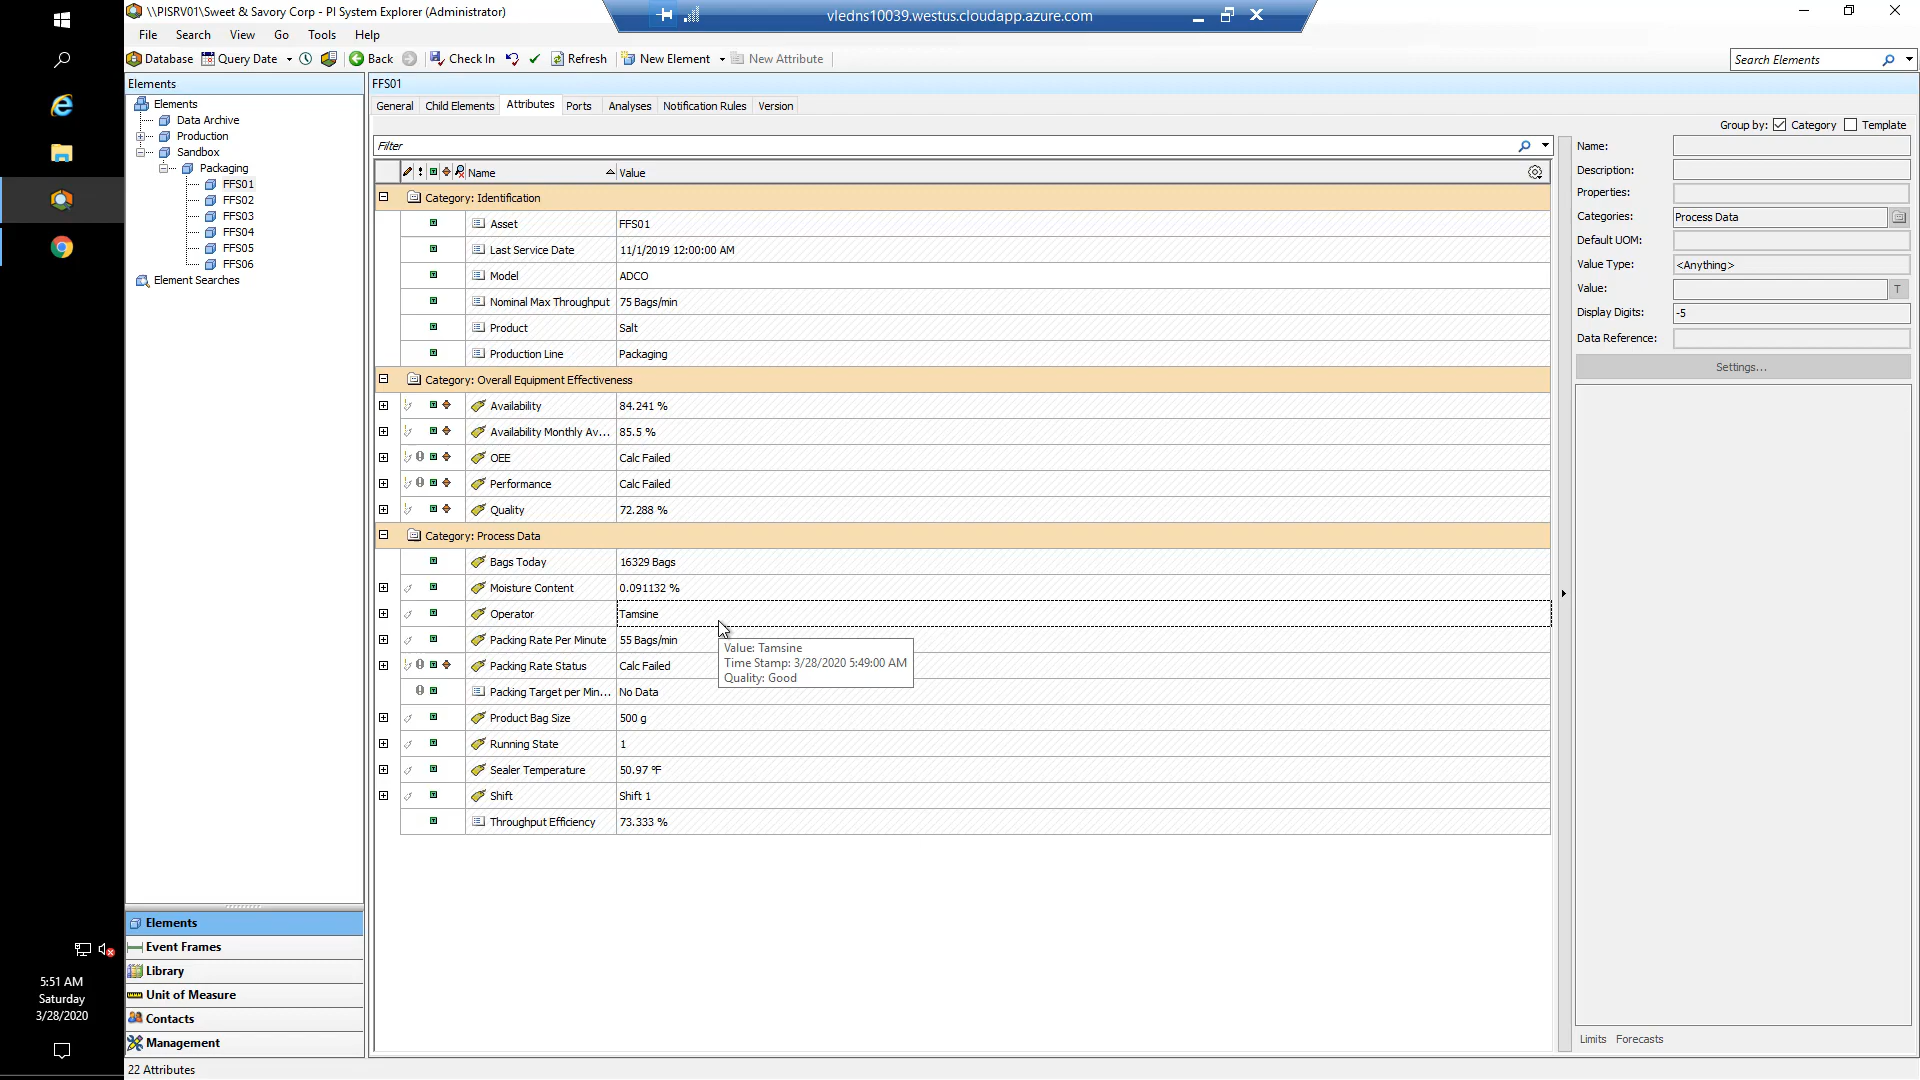 \\PISRV01\Sweet & Savory Corp - PI System Explorer (Administrator)
vledns10039.westus.cloudapp.azure.com
File Search View Go Tools Help
Database Query Date Back Check In Refresh New Element New Attribute
Search Elements
Elements
FFS01
Elements
Data Archive
Production
Sandbox
Packaging
FFS01
FFS02
FFS03
FFS04
FFS05
FFS06
Element Searches
General Child Elements Attributes Ports Analyses Notification Rules Version
Group by: Category Template
Filter
Name Value
Category: Identification
Asset FFS01
Last Service Date 11/1/2019 12:00:00 AM
Model ADCO
Nominal Max Throughput 75 Bags/min
Product Salt
Production Line Packaging
Category: Overall Equipment Effectiveness
Availability 84.241 %
Availability Monthly Av... 85.5 %
OEE Calc Failed
Performance Calc Failed
Quality 72.288 %
Category: Process Data
Bags Today 16329 Bags
Moisture Content 0.091132 %
Operator Tamsine
Packing Rate Per Minute 55 Bags/min
Packing Rate Status Calc Failed
Packing Target per Min... No Data
Product Bag Size 500 g
Running State 1
Sealer Temperature 50.97 °F
Shift Shift 1
Throughput Efficiency 73.333 %
Value: Tamsine
Time Stamp: 3/28/2020 5:49:00 AM
Quality: Good
Name:
Description:
Properties:
Categories: Process Data
Default UOM:
Value Type: <Anything>
Value: T
Display Digits: -5
Data Reference:
Settings...
Limits Forecasts
Elements
Event Frames
Library
Unit of Measure
Contacts
Management
22 Attributes
5:51 AM
Saturday
3/28/2020